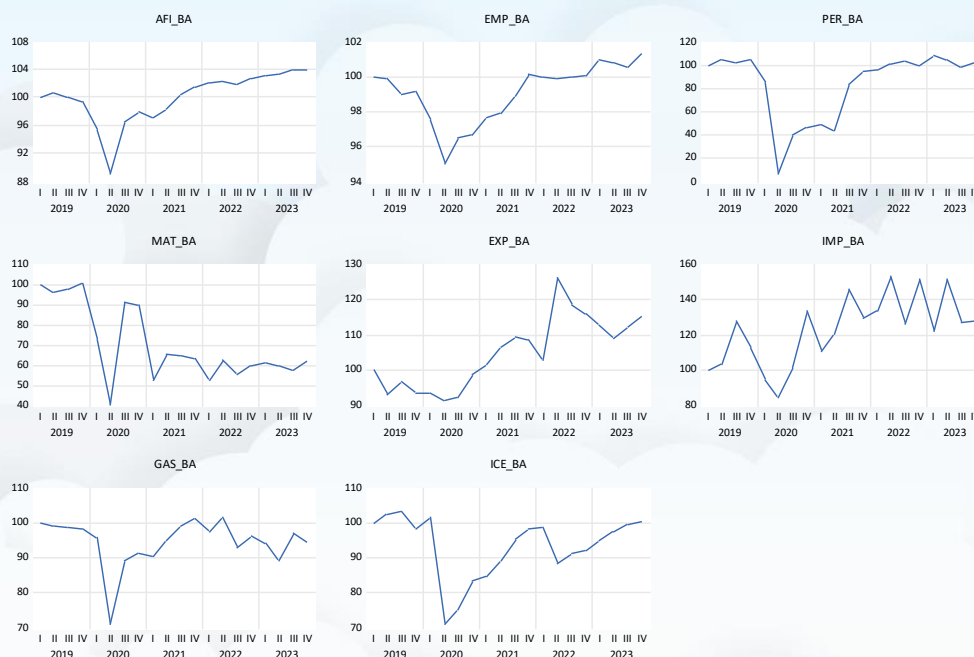 AFI_BA
108
104
100
96
92
88
I II III IV I II III IV I II III IV I II III IV I II III IV
2019 2020 2021 2022 2023
EMP_BA
102
100
98
96
94
I II III IV I II III IV I II III IV I II III IV I II III IV
2019 2020 2021 2022 2023
PER_BA
120
100
80
60
40
20
0
I II III IV I II III IV I II III IV I II III IV I II III IV
2019 2020 2021 2022 2023
MAT_BA
110
100
90
80
70
60
50
40
I II III IV I II III IV I II III IV I II III IV I II III IV
2019 2020 2021 2022 2023
EXP_BA
130
120
110
100
90
I II III IV I II III IV I II III IV I II III IV I II III IV
2019 2020 2021 2022 2023
IMP_BA
160
140
120
100
80
I II III IV I II III IV I II III IV I II III IV I II III IV
2019 2020 2021 2022 2023
GAS_BA
110
100
90
80
70
I II III IV I II III IV I II III IV I II III IV I II III IV
2019 2020 2021 2022 2023
ICE_BA
110
100
90
80
70
I II III IV I II III IV I II III IV I II III IV I II III IV
2019 2020 2021 2022 2023